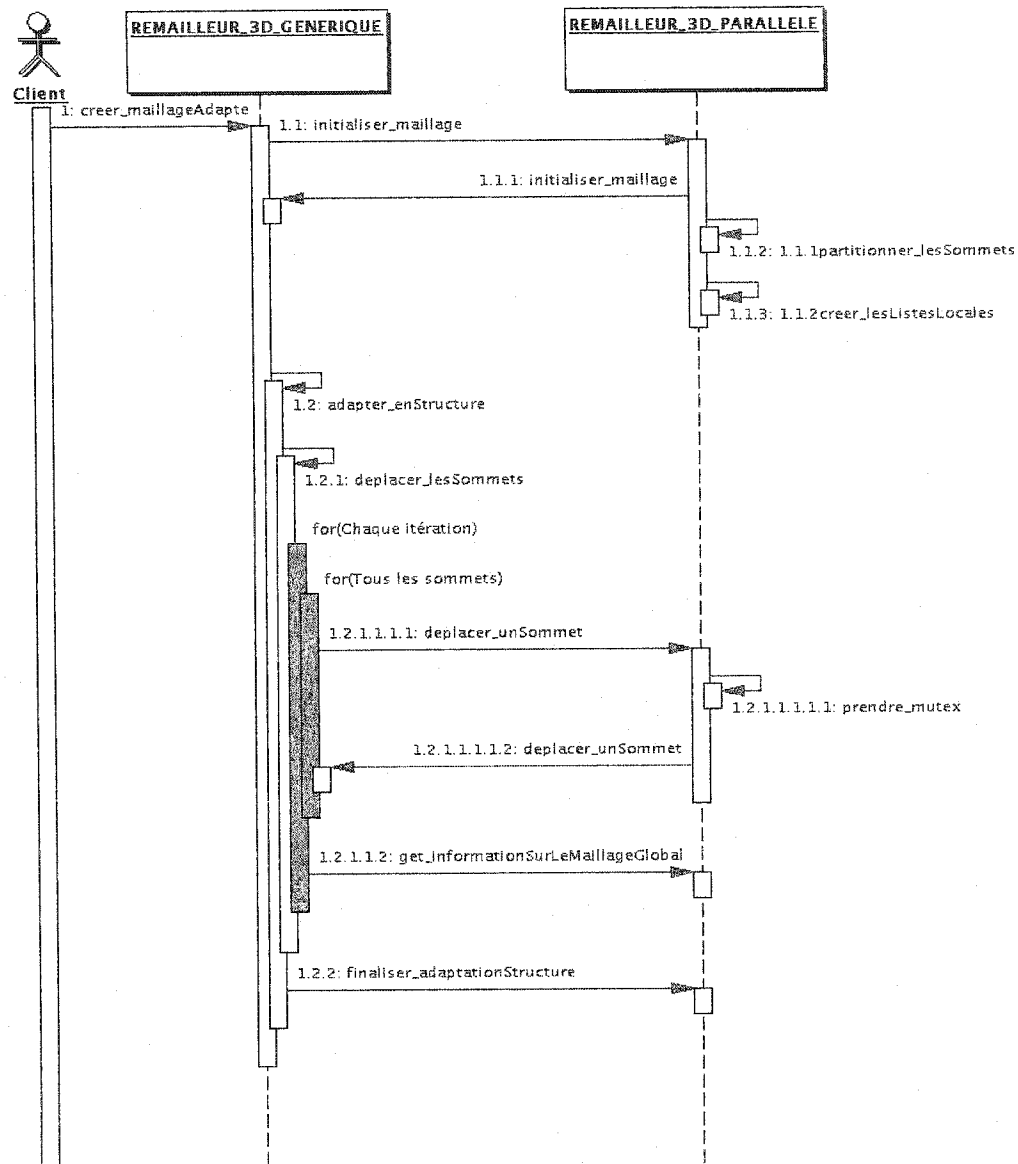 REMAILLEUR_3D_GENERIQUE
REMAILLEUR_3D_PARALLELE
Client
1: creer_maillageAdapte
1.1: initialiser_maillage
1.1.1: initialiser_maillage
1.1.2: 1.1.1partitionner_lesSommets
1.1.3: 1.1.2creer_lesListesLocales
1.2: adapter_enStructure
1.2.1: deplacer_lesSommets
for(Chaque itération)
for(Tous les sommets)
1.2.1.1.1.1: deplacer_unSommet
1.2.1.1.1.1.1: prendre_mutex
1.2.1.1.1.1.2: deplacer_unSommet
1.2.1.1.2: get_informationSurLeMaillageGlobal
1.2.2: finaliser_adaptationStructure